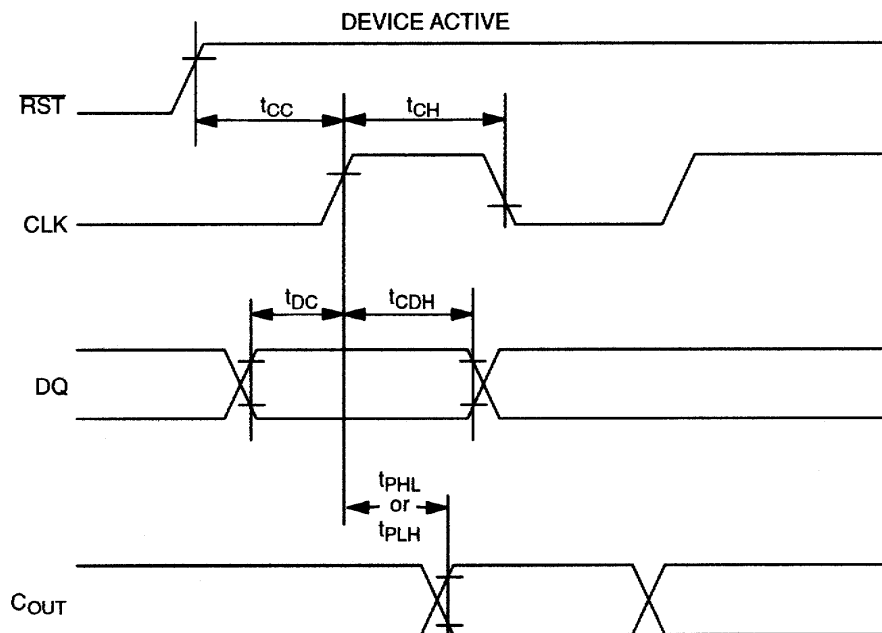 DEVICE ACTIVE
RST
tCC
tCH
CLK
tDC
tCDH
DQ
tPHL
or
tPLH
COUT